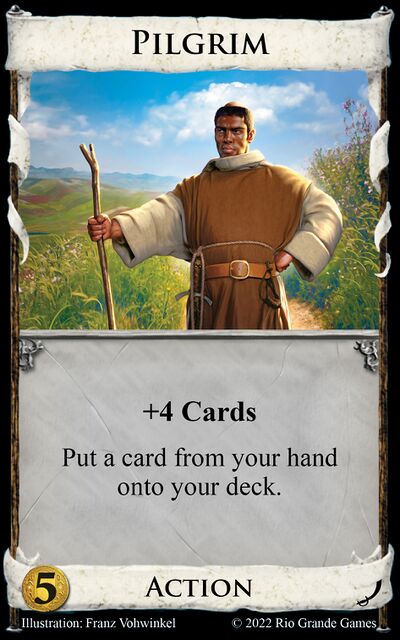 PILGRIM
+4 Cards
Put a card from your hand
onto your deck.
5
ACTION
Illustration: Franz Vohwinkel
© 2022 Rio Grande Games